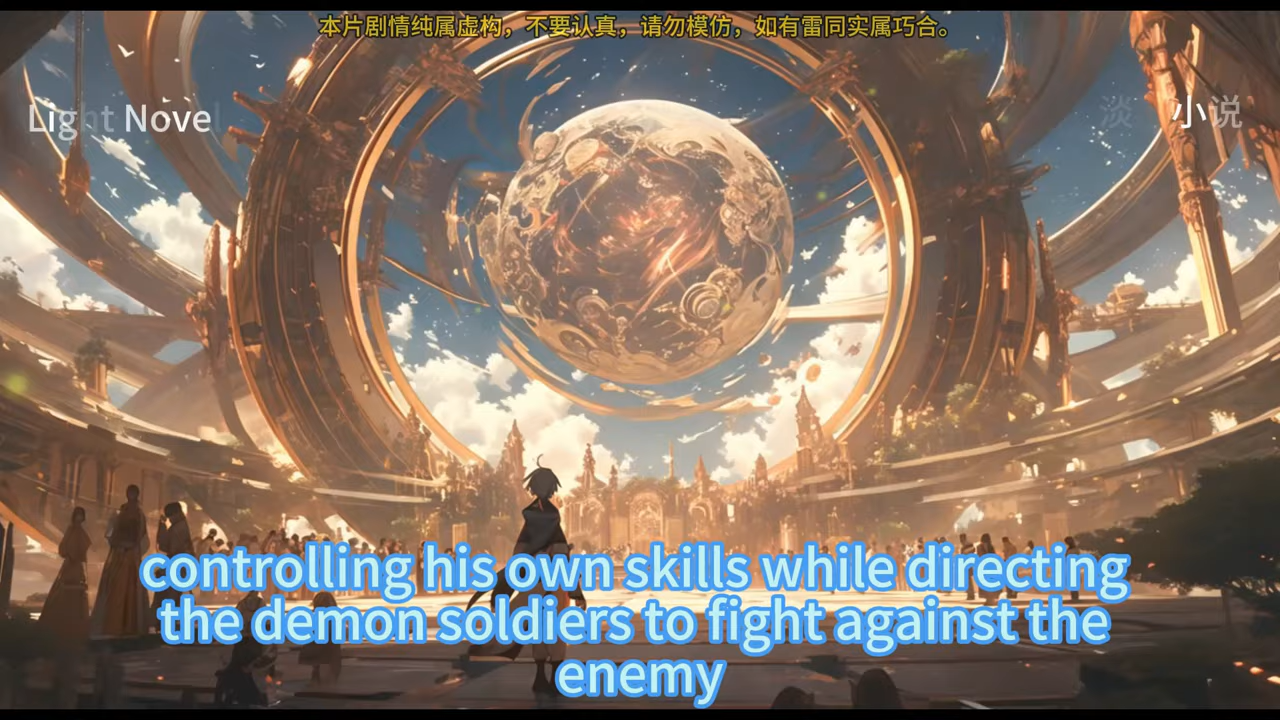 本片剧情纯属虚构，不要认真，请勿模仿，如有雷同实属巧合。
Light Novel
淡 小说
controlling his own skills while directing
the demon soldiers to fight against the
enemy